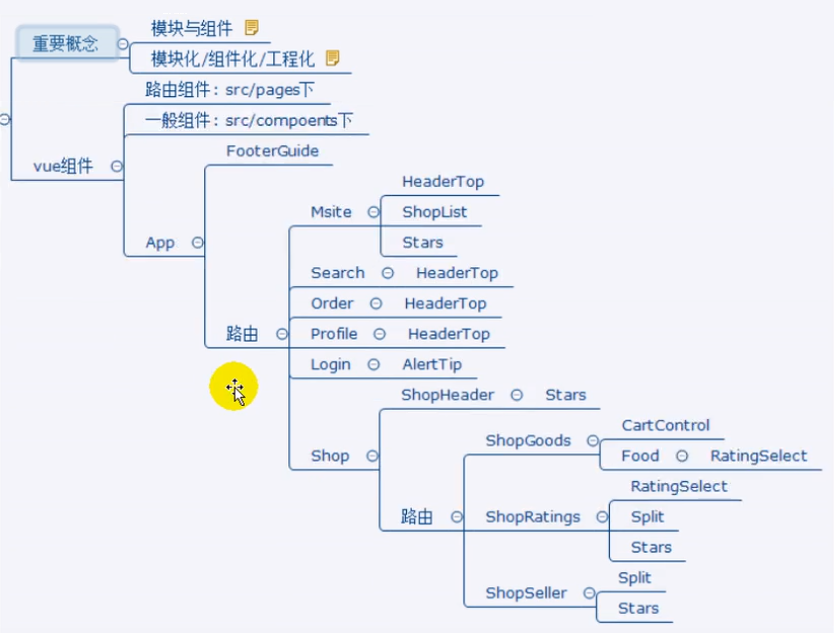 重要概念
模块与组件
模块化/组件化/工程化
vue组件
路由组件：src/pages下
一般组件：src/compoents下
App
FooterGuide
路由
Msite
HeaderTop
ShopList
Stars
Search
HeaderTop
Order
HeaderTop
Profile
HeaderTop
Login
AlertTip
Shop
ShopHeader
Stars
路由
ShopGoods
CartControl
Food
RatingSelect
ShopRatings
RatingSelect
Split
Stars
ShopSeller
Split
Stars